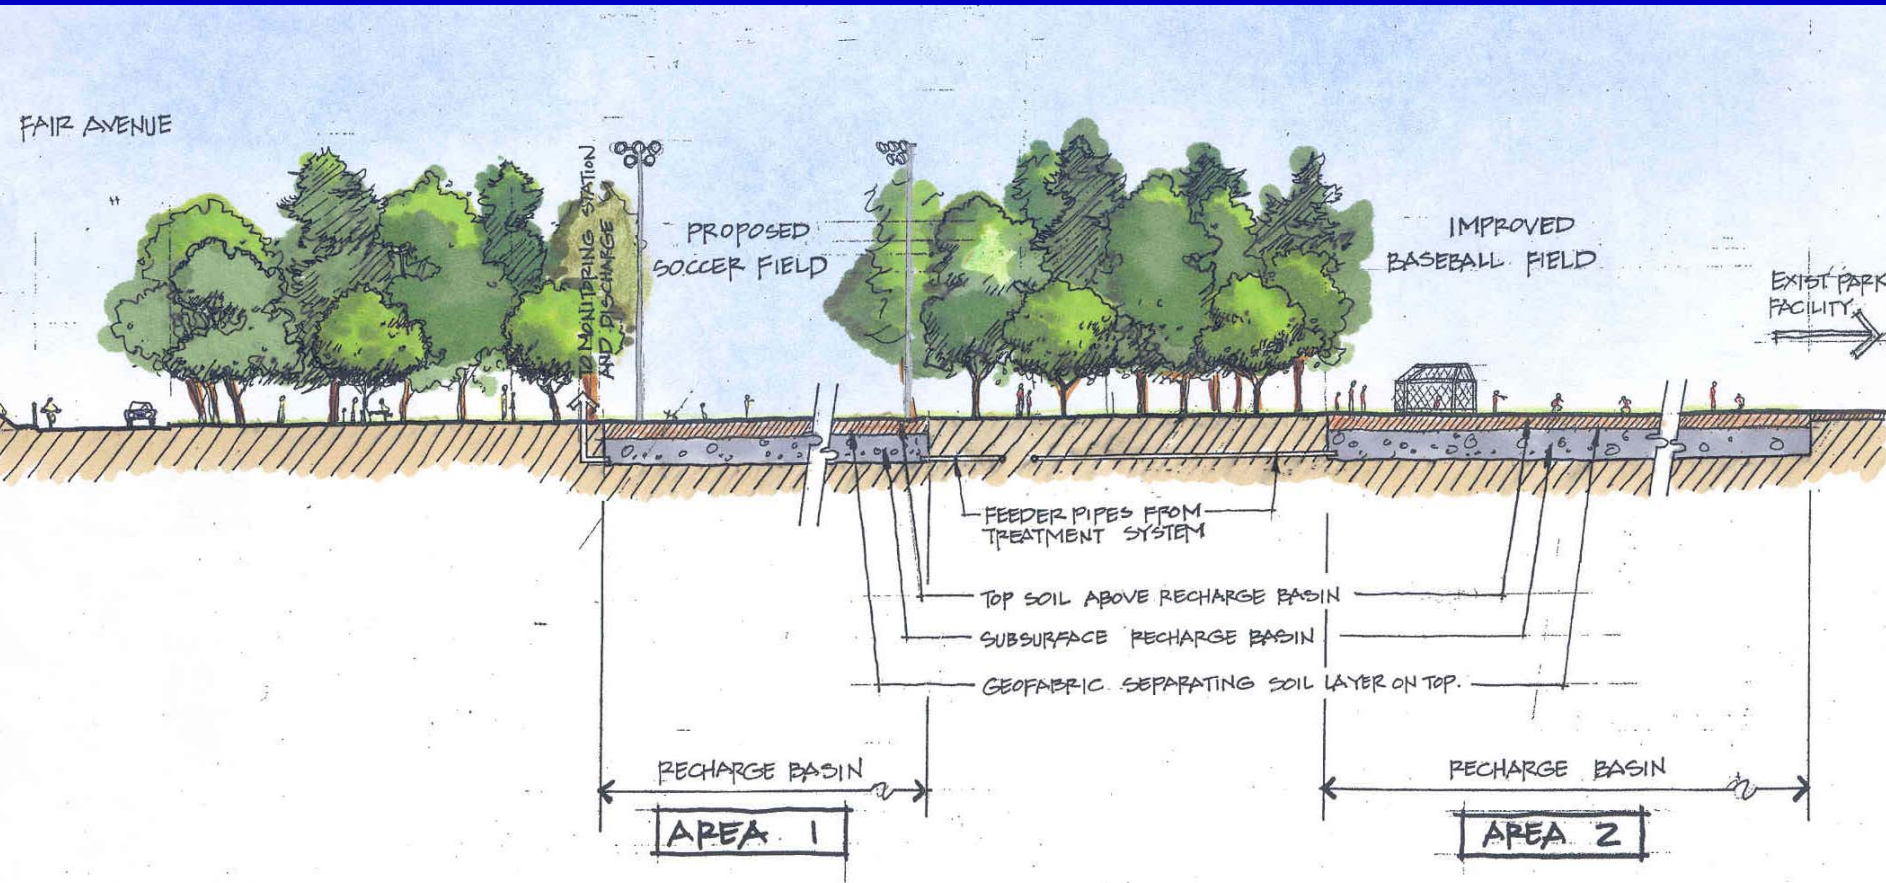 FAIR AVENUE
TO MONITORING STATION
AND DISCHARGE
PROPOSED
SOCCER FIELD
IMPROVED
BASEBALL FIELD
EXIST PARK
FACILITY
FEEDER PIPES FROM
TREATMENT SYSTEM
TOP SOIL ABOVE RECHARGE BASIN
SUBSURFACE RECHARGE BASIN
GEOFABRIC SEPARATING SOIL LAYER ON TOP.
RECHARGE BASIN
AREA 1
RECHARGE BASIN
AREA 2